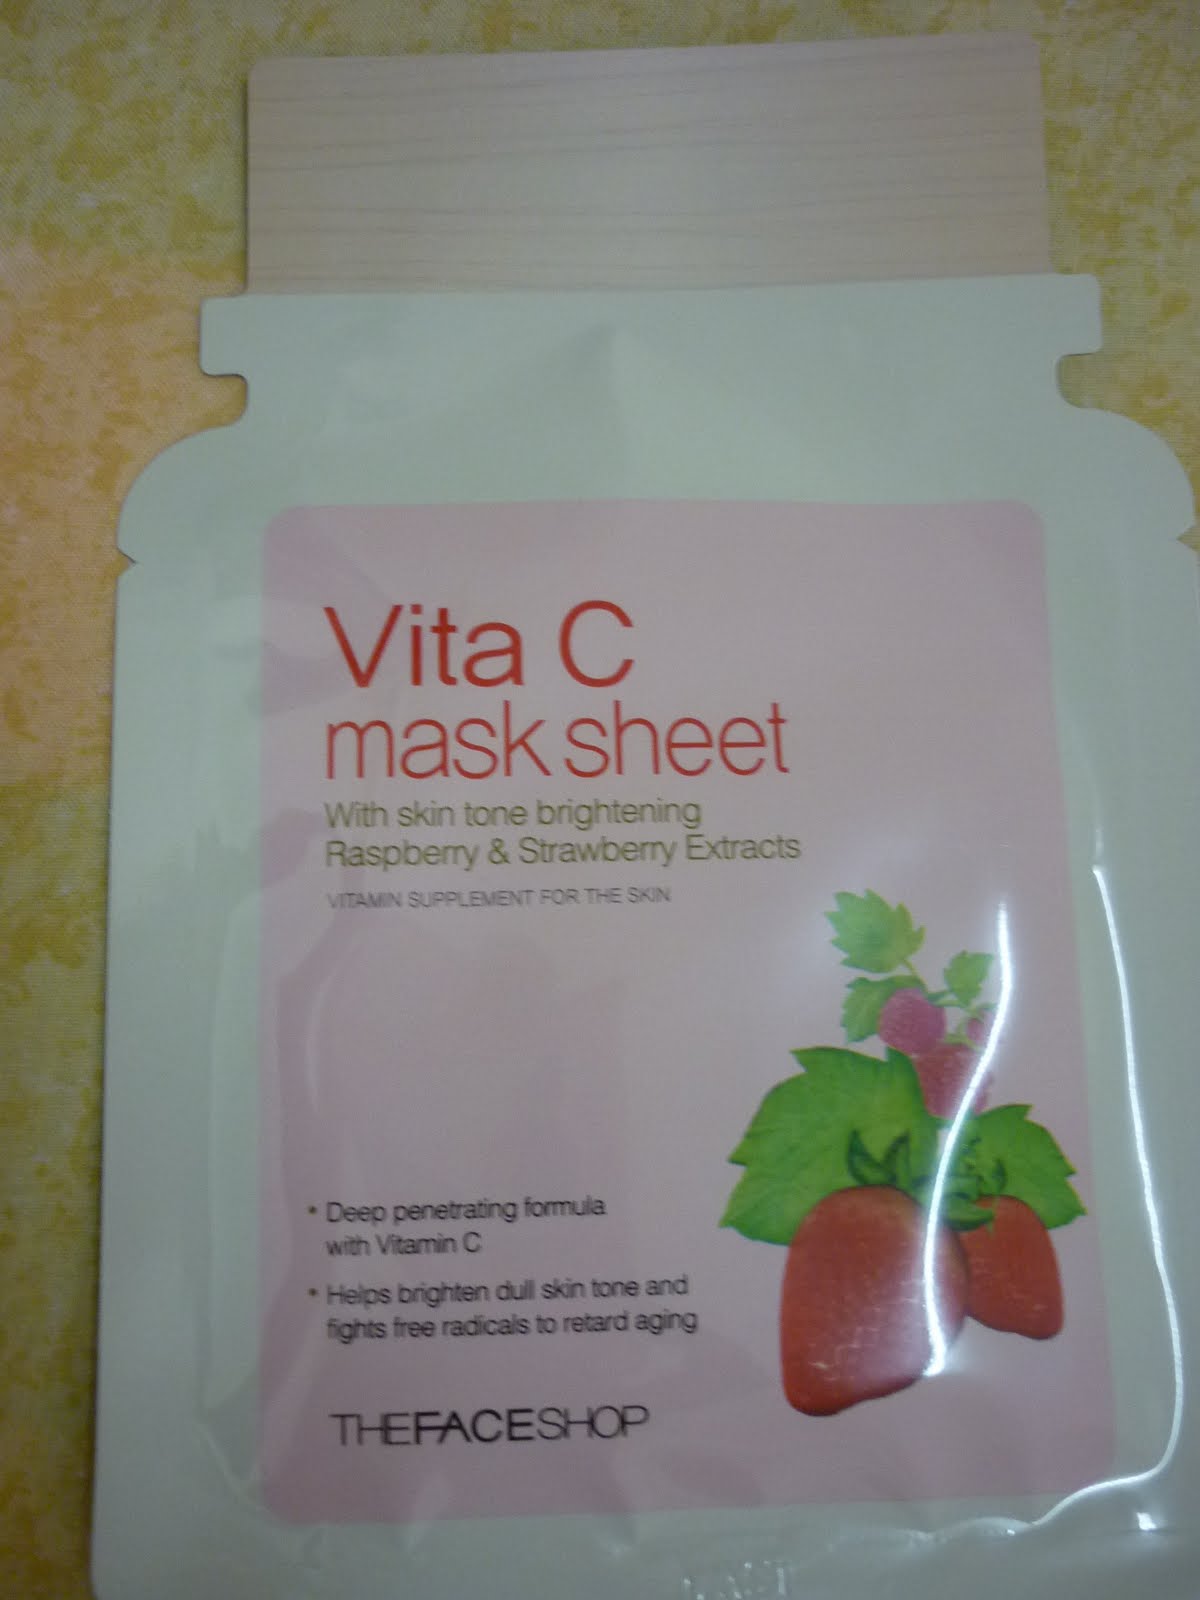 Vita C
mask sheet
With skin tone brightening
Raspberry & Strawberry Extracts
VITAMIN SUPPLEMENT FOR THE SKIN
• Deep penetrating formula
with Vitamin C
• Helps brighten dull skin tone and
fights free radicals to retard aging
THEFACESHOP